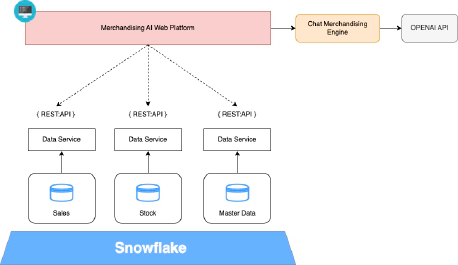 Merchandising AI Web Platform
Chat Merchandising
Engine
OPENAI API
{ REST:API }
{ REST:API }
{ REST:API }
Data Service
Data Service
Data Service
Sales
Stock
Master Data
Snowflake